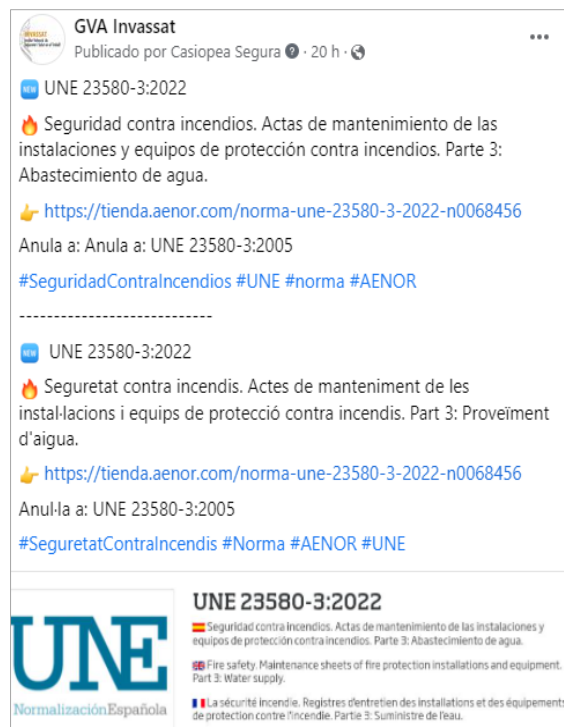 GVA Invassat
Publicado por Casiopea Segura · 20 h ·
NEW UNE 23580-3:2022
Seguridad contra incendios. Actas de mantenimiento de las
instalaciones y equipos de protección contra incendios. Parte 3:
Abastecimiento de agua.
https://tienda.aenor.com/norma-une-23580-3-2022-n0068456
Anula a: Anula a: UNE 23580-3:2005
#SeguridadContraIncendios #UNE #norma #AENOR
----------------------------
NEW UNE 23580-3:2022
Seguretat contra incendis. Actes de manteniment de les
instal·lacions i equips de protecció contra incendis. Part 3: Proveïment
d'aigua.
https://tienda.aenor.com/norma-une-23580-3-2022-n0068456
Anul·la a: UNE 23580-3:2005
#SeguretatContraIncendis #Norma #AENOR #UNE
UNE
NormalizaciónEspañola
UNE 23580-3:2022
Seguridad contra incendios. Actas de mantenimiento de las instalaciones y
equipos de protección contra incendios. Parte 3: Abastecimiento de agua.
Fire safety. Maintenance sheets of fire protection installations and equipment.
Part 3: Water supply.
La sécurité incendie. Registres d'entretien des installations et des équipements
de protection contre l'incendie. Partie 3: Suministre de l'eau.